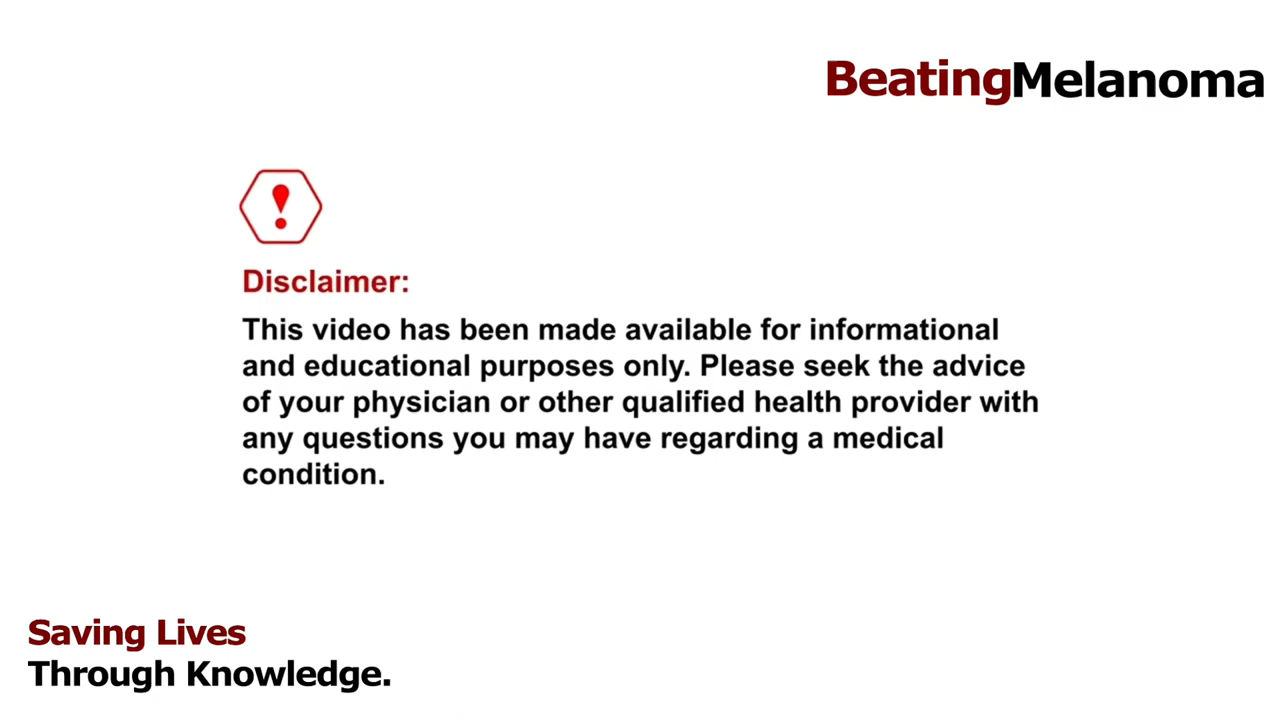 BeatingMelanoma
Disclaimer:
This video has been made available for informational
and educational purposes only. Please seek the advice
of your physician or other qualified health provider with
any questions you may have regarding a medical
condition.
Saving Lives
Through Knowledge.